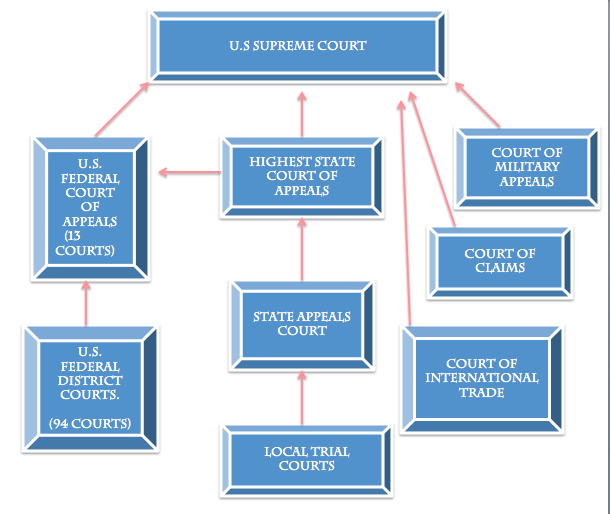 U.S SUPREME COURT
U.S.
FEDERAL
COURT
OF
APPEALS
(13
COURTS)
HIGHEST STATE
COURT OF
APPEALS
COURT OF
MILITARY
APPEALS
COURT OF
CLAIMS
STATE APPEALS
COURT
U.S.
FEDERAL
DISTRICT
COURTS.
(94 COURTS)
COURT OF
INTERNATIONAL
TRADE
LOCAL TRIAL
COURTS